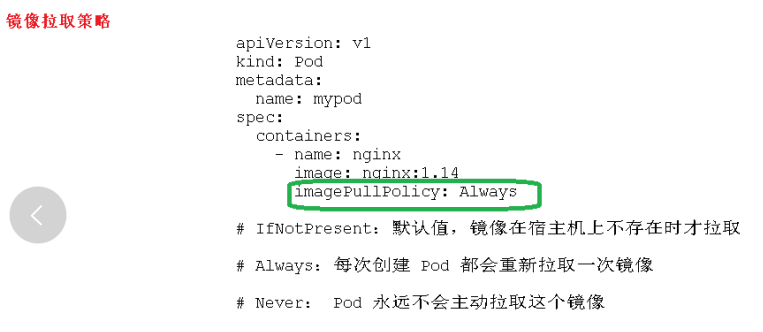 镜像拉取策略
apiVersion: v1
kind: Pod
metadata:
  name: mypod
spec:
  containers:
    - name: nginx
      image: nginx:1.14
      imagePullPolicy: Always
# IfNotPresent: 默认值，镜像在宿主机上不存在时才拉取
# Always: 每次创建 Pod 都会重新拉取一次镜像
# Never： Pod 永远不会主动拉取这个镜像